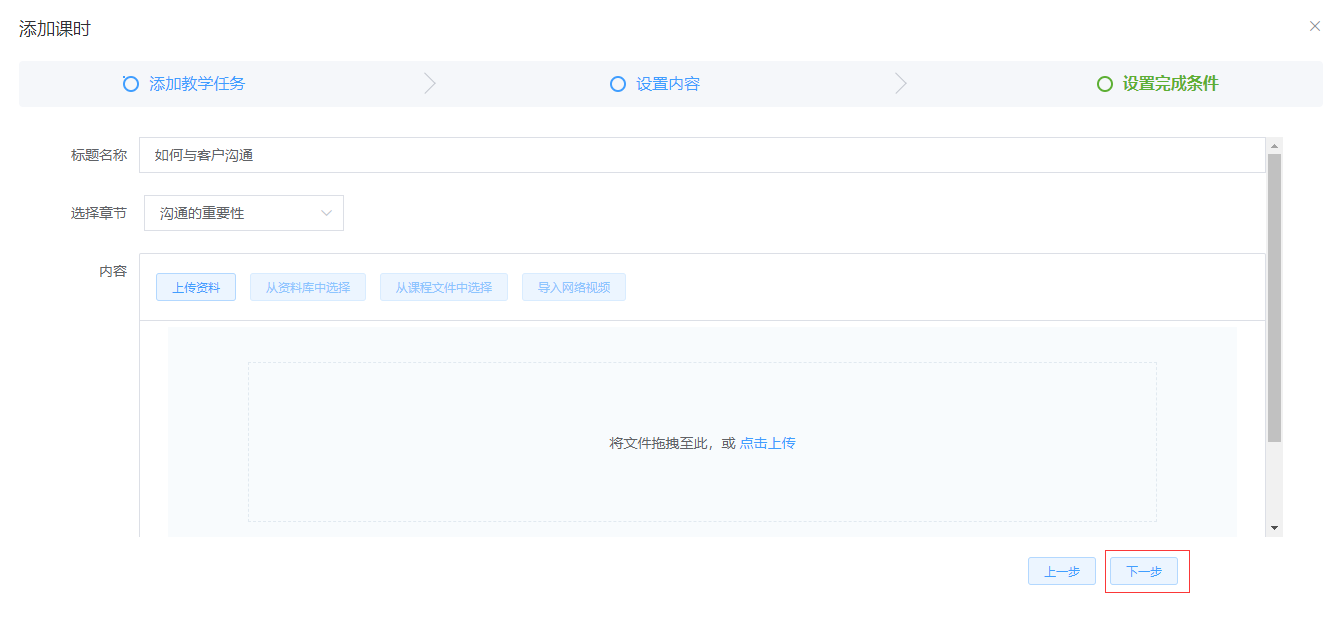 添加课时
添加教学任务
设置内容
设置完成条件
标题名称
如何与客户沟通
选择章节
沟通的重要性
内容
上传资料
从资料库中选择
从课程文件中选择
导入网络视频
将文件拖拽至此，或 点击上传
上一步
下一步